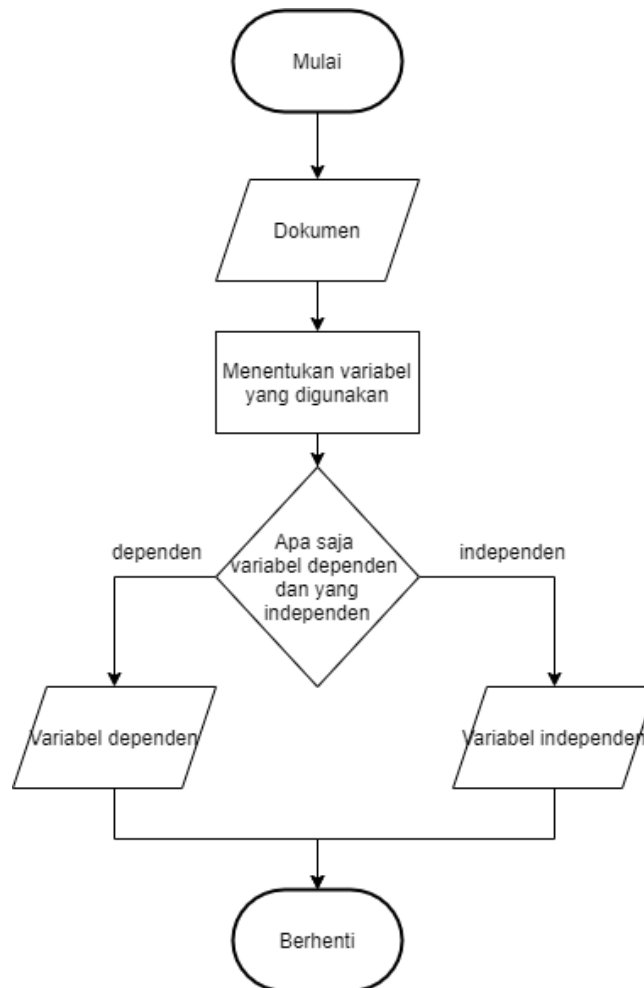 Mulai
Dokumen
Menentukan variabel
yang digunakan
Apa saja
variabel dependen
dan yang
independen
dependen
independen
Variabel dependen
Variabel independen
Berhenti